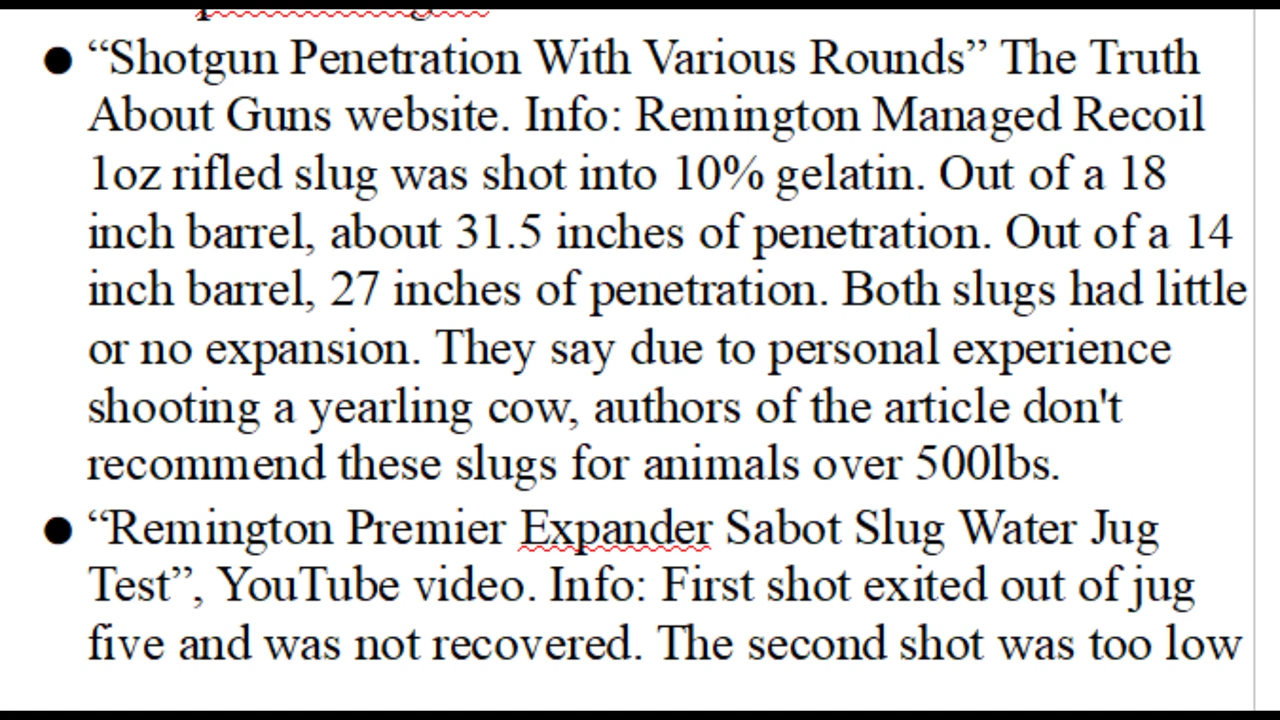 “Shotgun Penetration With Various Rounds” The Truth
About Guns website. Info: Remington Managed Recoil
1oz rifled slug was shot into 10% gelatin. Out of a 18
inch barrel, about 31.5 inches of penetration. Out of a 14
inch barrel, 27 inches of penetration. Both slugs had little
or no expansion. They say due to personal experience
shooting a yearling cow, authors of the article don't
recommend these slugs for animals over 500lbs.
“Remington Premier Expander Sabot Slug Water Jug
Test”, YouTube video. Info: First shot exited out of jug
five and was not recovered. The second shot was too low